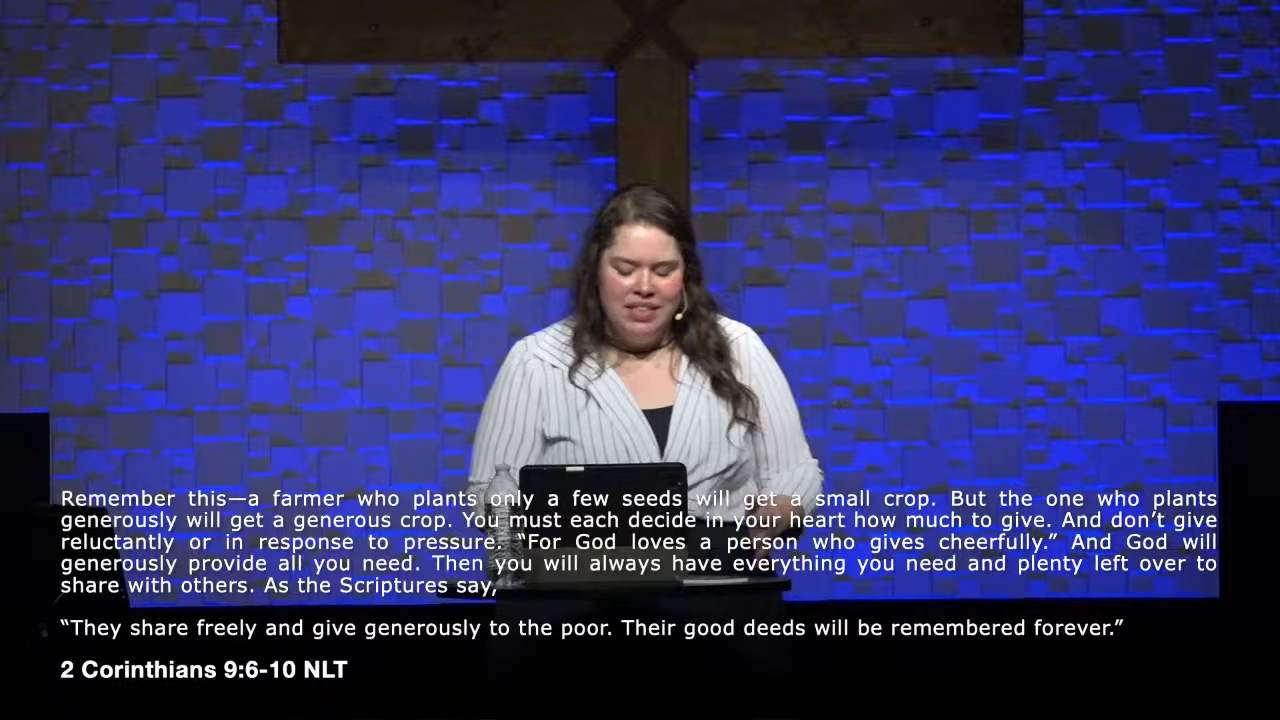 Remember this—a farmer who plants only a few seeds will get a small crop. But the one who plants
generously will get a generous crop. You must each decide in your heart how much to give. And don’t give
reluctantly or in response to pressure. “For God loves a person who gives cheerfully.” And God will
generously provide all you need. Then you will always have everything you need and plenty left over to
share with others. As the Scriptures say,
“They share freely and give generously to the poor. Their good deeds will be remembered forever.”
2 Corinthians 9:6-10 NLT